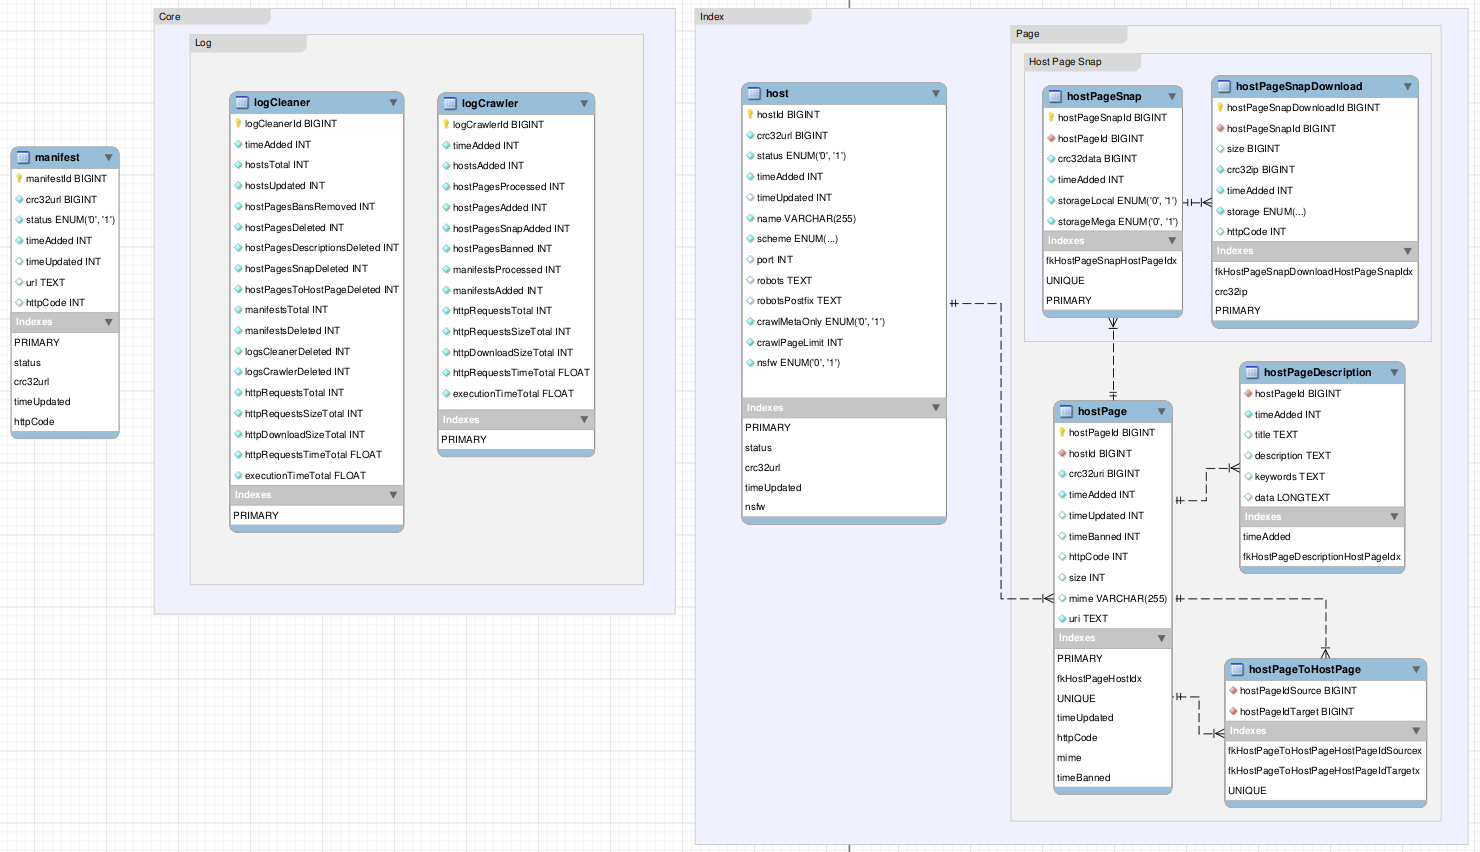 manifest
manifestId BIGINT
crc32url BIGINT
status ENUM('0', '1')
timeAdded INT
timeUpdated INT
url TEXT
httpCode INT
Indexes
PRIMARY
status
crc32url
timeUpdated
httpCode
Core
Log
logCleaner
logCleanerId BIGINT
timeAdded INT
hostsTotal INT
hostsUpdated INT
hostPagesBansRemoved INT
hostPagesDeleted INT
hostPagesDescriptionsDeleted INT
hostPagesSnapDeleted INT
hostPagesToHostPageDeleted INT
manifestsTotal INT
manifestsDeleted INT
logsCleanerDeleted INT
logsCrawlerDeleted INT
httpRequestsTotal INT
httpRequestsSizeTotal INT
httpDownloadSizeTotal INT
httpRequestsTimeTotal FLOAT
executionTimeTotal FLOAT
Indexes
PRIMARY
logCrawler
logCrawlerId BIGINT
timeAdded INT
hostsAdded INT
hostPagesProcessed INT
hostPagesAdded INT
hostPagesSnapAdded INT
hostPagesBanned INT
manifestsProcessed INT
manifestsAdded INT
httpRequestsTotal INT
httpRequestsSizeTotal INT
httpDownloadSizeTotal INT
httpRequestsTimeTotal FLOAT
executionTimeTotal FLOAT
Indexes
PRIMARY
Index
host
hostId BIGINT
crc32url BIGINT
status ENUM('0', '1')
timeAdded INT
timeUpdated INT
name VARCHAR(255)
scheme ENUM(...)
port INT
robots TEXT
robotsPostfix TEXT
crawlMetaOnly ENUM('0', '1')
crawlPageLimit INT
nsfw ENUM('0', '1')
Indexes
PRIMARY
status
crc32url
timeUpdated
nsfw
Page
Host Page Snap
hostPageSnap
hostPageSnapId BIGINT
hostPageId BIGINT
crc32data BIGINT
timeAdded INT
storageLocal ENUM('0', '1')
storageMega ENUM('0', '1')
Indexes
fkHostPageSnapHostPageIdx
UNIQUE
PRIMARY
hostPageSnapDownload
hostPageSnapDownloadId BIGINT
hostPageSnapId BIGINT
size BIGINT
crc32ip BIGINT
timeAdded INT
storage ENUM(...)
httpCode INT
Indexes
fkHostPageSnapDownloadHostPageSnapIdx
crc32ip
PRIMARY
hostPage
hostPageId BIGINT
hostId BIGINT
crc32uri BIGINT
timeAdded INT
timeUpdated INT
timeBanned INT
httpCode INT
size INT
mime VARCHAR(255)
uri TEXT
Indexes
PRIMARY
fkHostPageHostIdx
UNIQUE
timeUpdated
httpCode
mime
timeBanned
hostPageDescription
hostPageId BIGINT
timeAdded INT
title TEXT
description TEXT
keywords TEXT
data LONGTEXT
Indexes
timeAdded
fkHostPageDescriptionHostPageIdx
hostPageToHostPage
hostPageIdSource BIGINT
hostPageIdTarget BIGINT
Indexes
fkHostPageToHostPageHostPageIdSourcex
fkHostPageToHostPageHostPageIdTargetx
UNIQUE